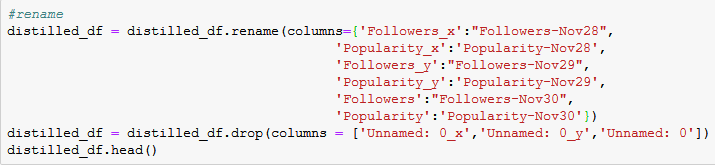 #rename
distilled_df = distilled_df.rename(columns={'Followers_x':"Followers-Nov28",
'Popularity_x':'Popularity-Nov28',
'Followers_y':"Followers-Nov29",
'Popularity_y':'Popularity-Nov29',
'Followers':"Followers-Nov30",
'Popularity':'Popularity-Nov30'})
distilled_df = distilled_df.drop(columns = ['Unnamed: 0_x','Unnamed: 0_y','Unnamed: 0'])
distilled_df.head()